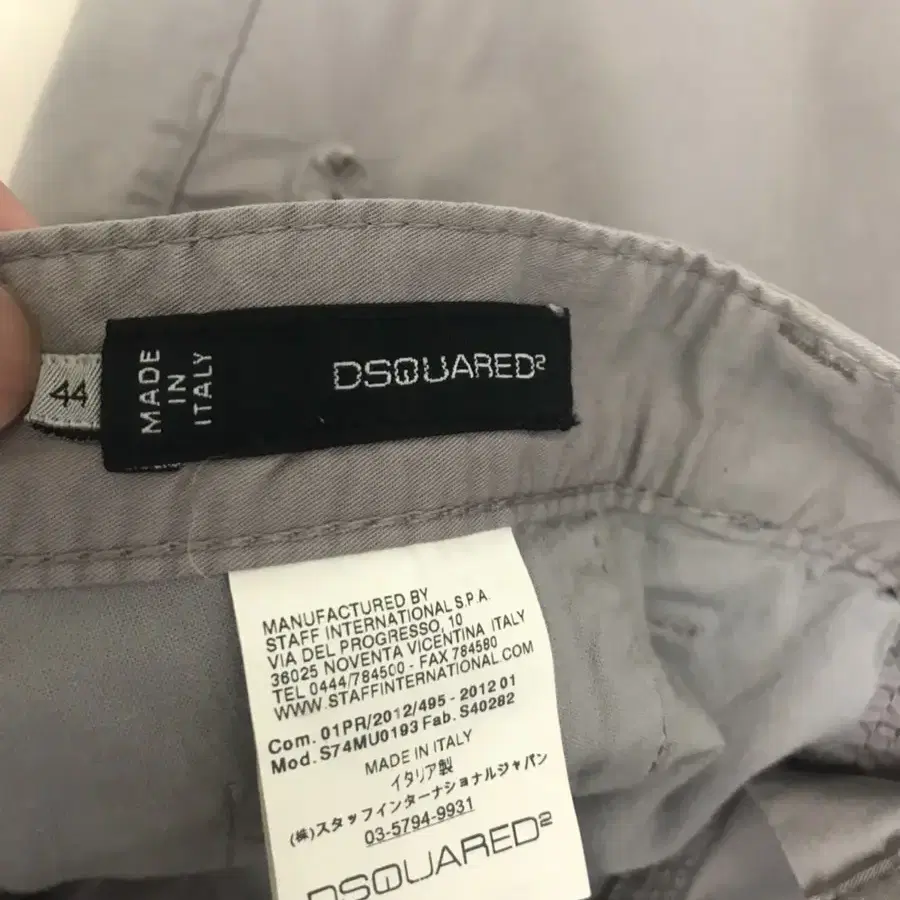 44
MADE
IN
ITALY
DSQUARED²
MANUFACTURED BY
STAFF INTERNATIONAL S.P.A.
VIA DEL PROGRESSO, 10
36025 NOVENTA VICENTINA ITALY
TEL 0444/784500 - FAX 784580
WWW.STAFFINTERNATIONAL.COM
Com. 01PR/2012/495 - 2012 01
Mod. S74MU0193 Fab. S40282
MADE IN ITALY
イタリア製
(株)スタッフインターナショナルジャパン
03-5794-9931
DSQUARED²